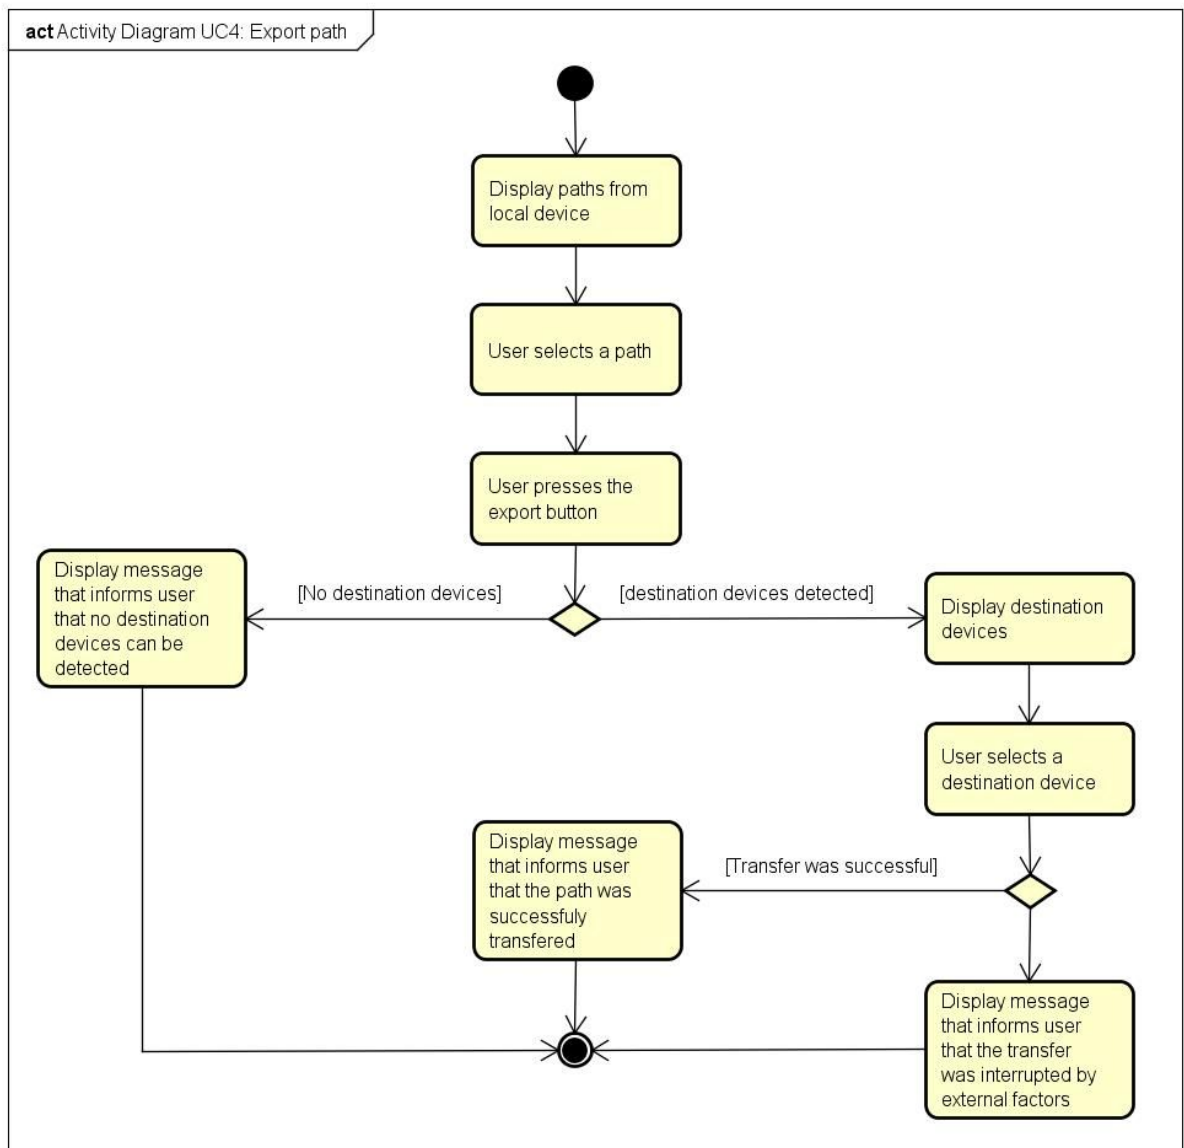 act Activity Diagram UC4: Export path
Display paths from
local device
User selects a path
User presses the
export button
[No destination devices]
[destination devices detected]
Display message
that informs user
that no destination
devices can be
detected
Display destination
devices
User selects a
destination device
[Transfer was successful]
Display message
that informs user
that the path was
successfuly
transfered
Display message
that informs user
that the transfer
was interrupted by
external factors